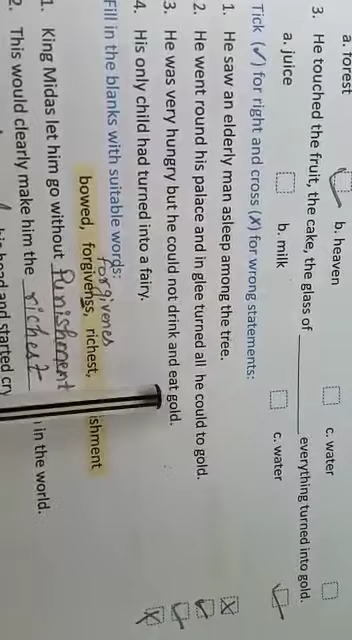 a. forest b. heaven c. water
3. He touched the fruit, the cake, the glass of ____________ everything turned into gold.
a. juice b. milk c. water
Tick (✓) for right and cross (X) for wrong statements:
1. He saw an elderly man asleep among the tree.
2. He went round his palace and in glee turned all he could to gold.
3. He was very hungry but he could not drink and eat gold.
4. His only child had turned into a fairy.
Fill in the blanks with suitable words:
forgivenes
bowed, forgivenss, richest, ishment
1. King Midas let him go without Punishment
2. This would clearly make him the richest in the world.
head and started cry